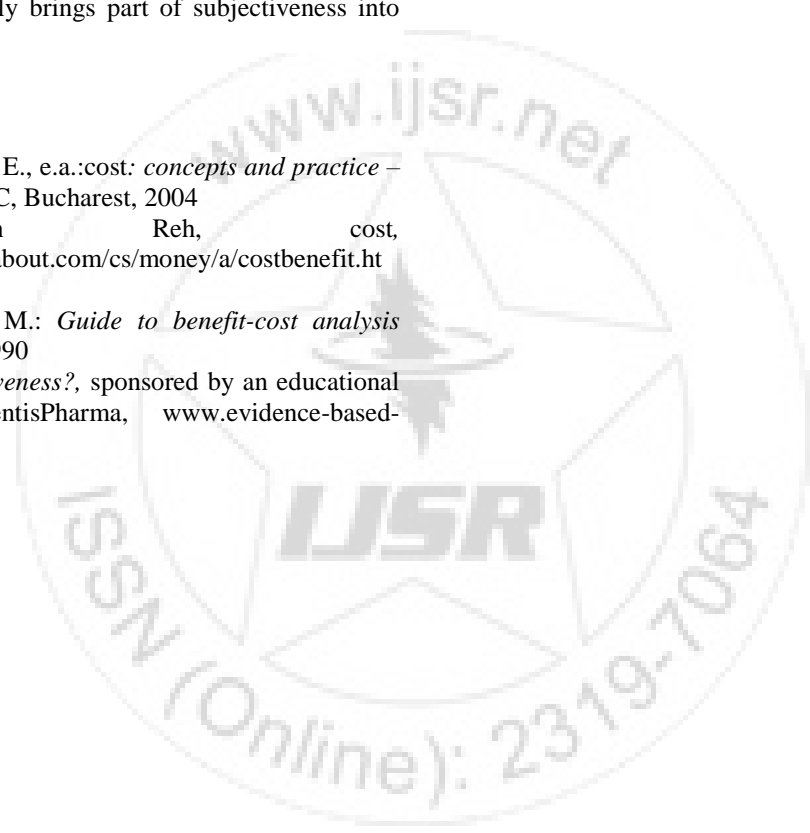 ly brings part of subjectiveness into
E., e.a.:cost: concepts and practice –
C, Bucharest, 2004
Reh, cost,
about.com/cs/money/a/costbenefit.ht
M.: Guide to benefit-cost analysis
990
veness?, sponsored by an educational
entisPharma, www.evidence-based-
www.ijsr.net
IJSR
ISSN (Online): 2319-7064